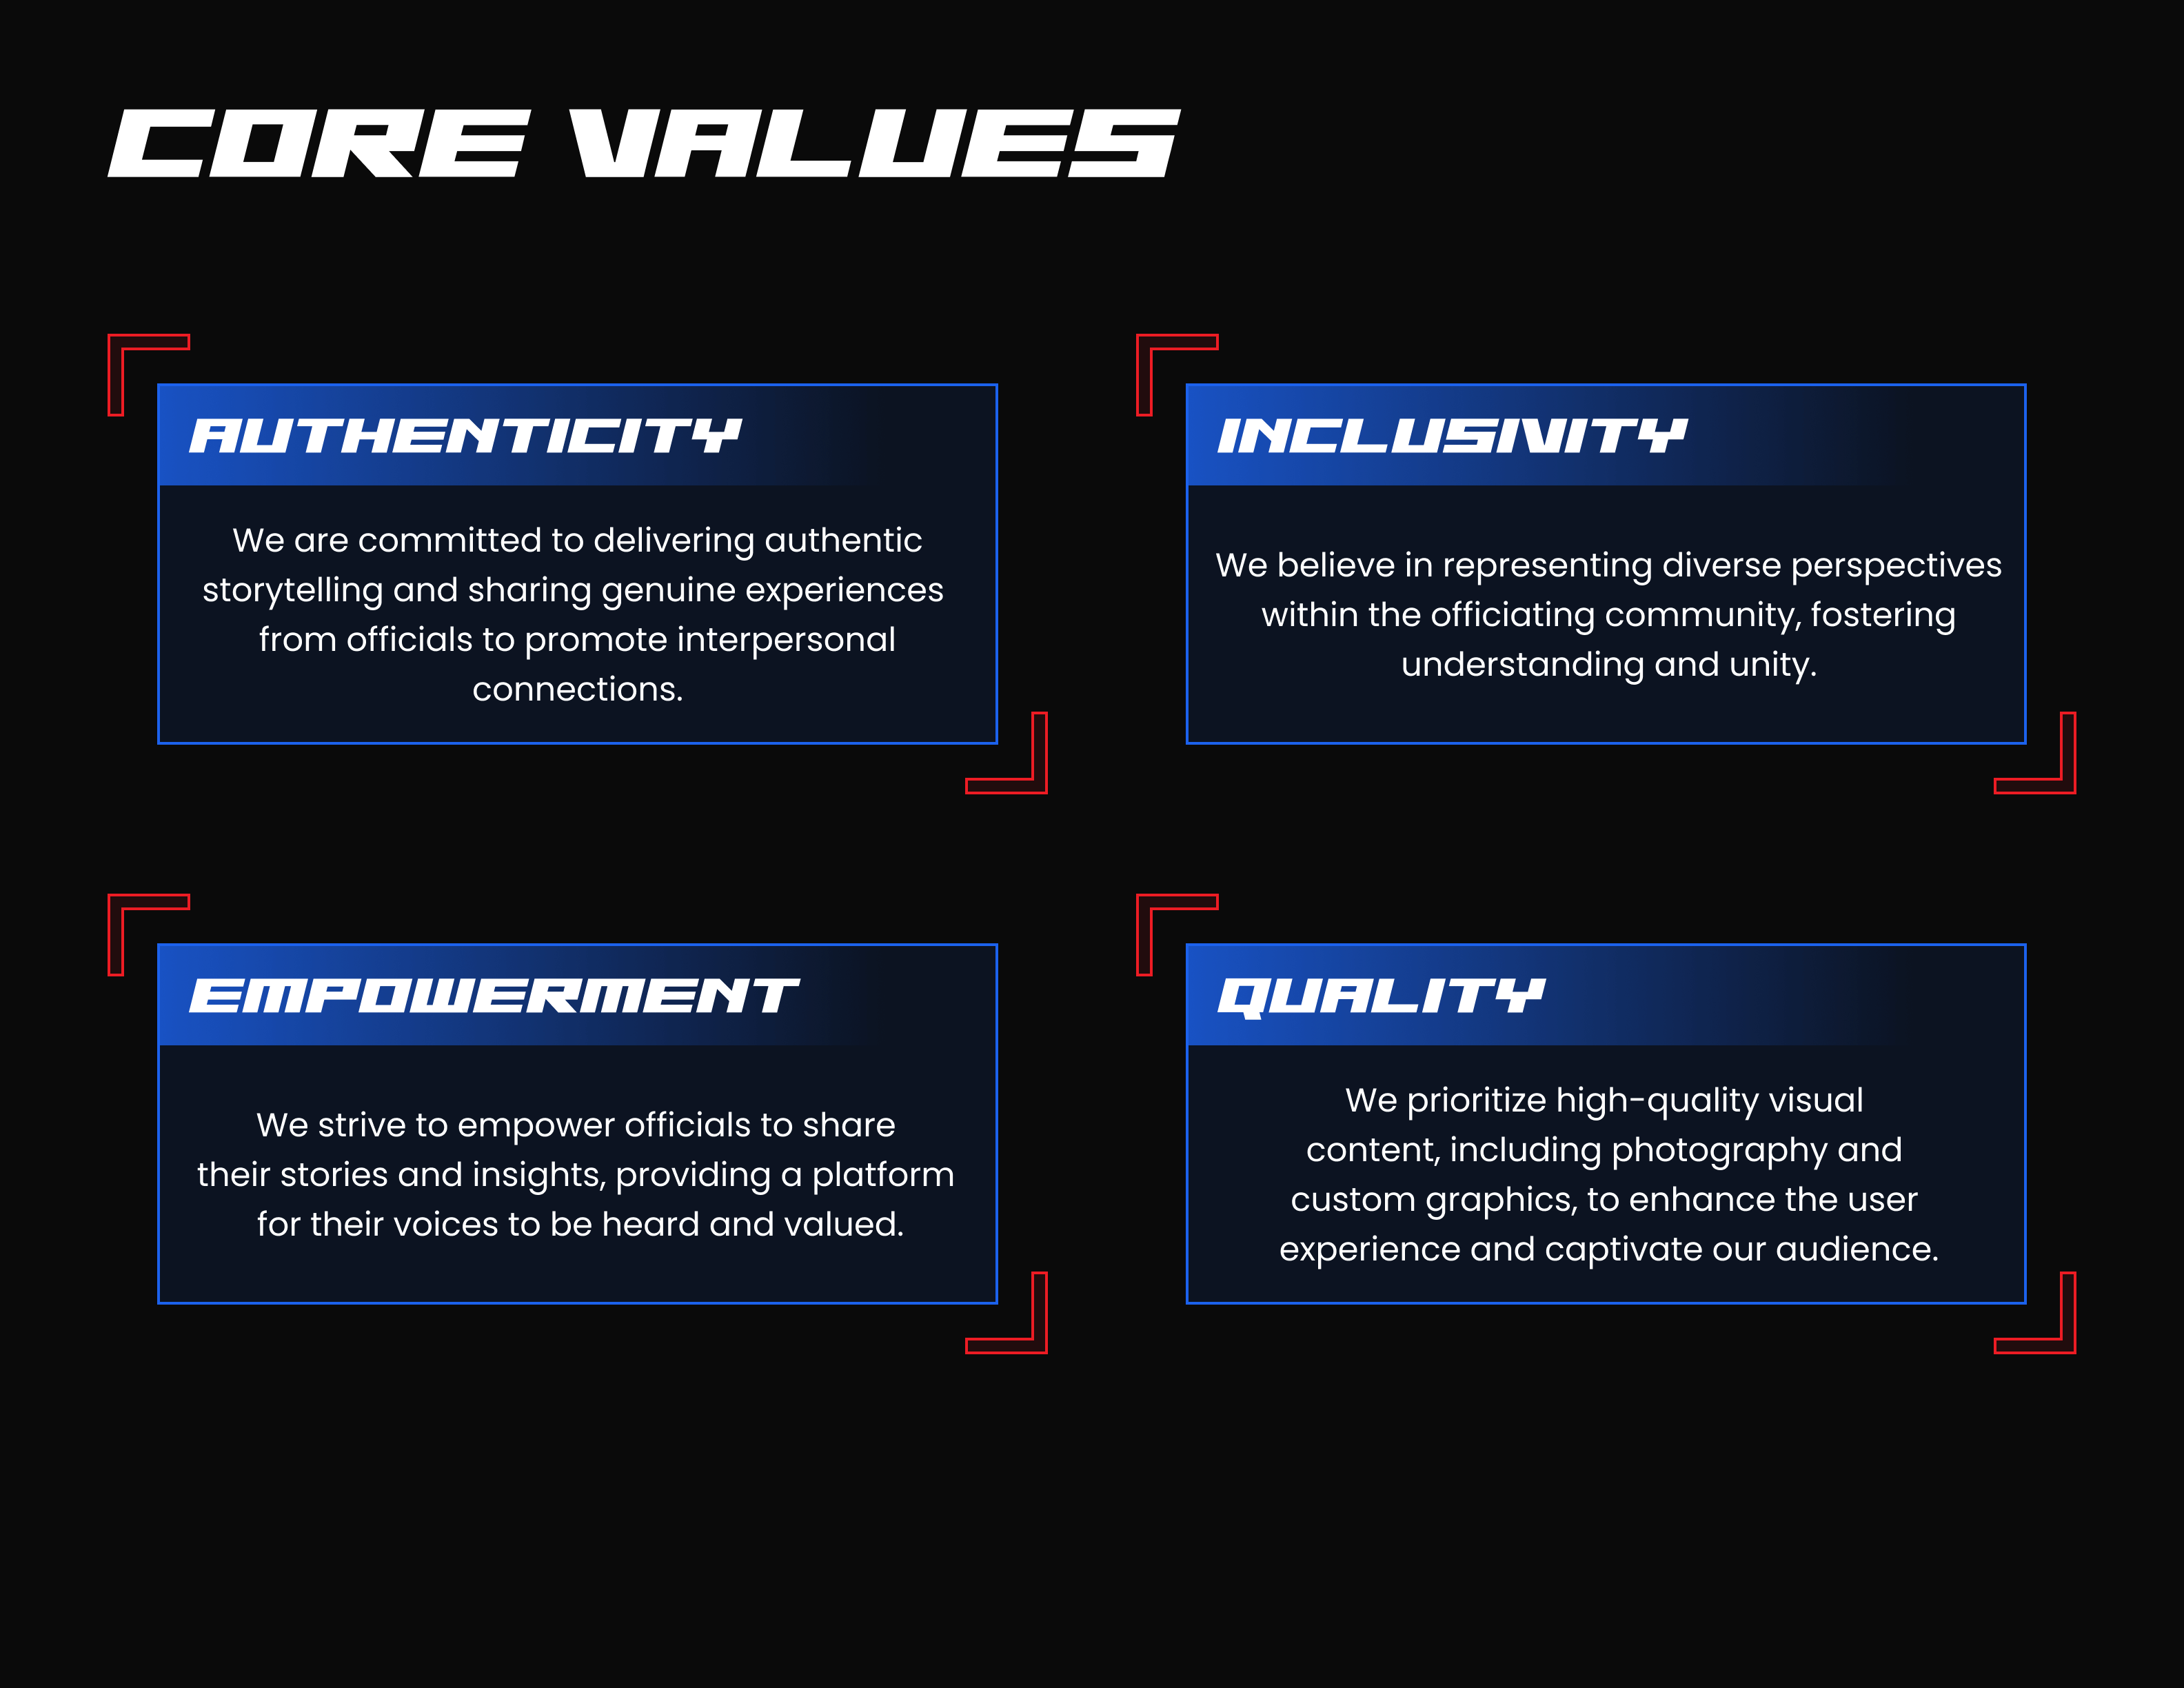 CORE VALUES
AUTHENTICITY
We are committed to delivering authentic
storytelling and sharing genuine experiences
from officials to promote interpersonal
connections.
INCLUSIVITY
We believe in representing diverse perspectives
within the officiating community, fostering
understanding and unity.
EMPOWERMENT
We strive to empower officials to share
their stories and insights, providing a platform
for their voices to be heard and valued.
QUALITY
We prioritize high-quality visual
content, including photography and
custom graphics, to enhance the user
experience and captivate our audience.